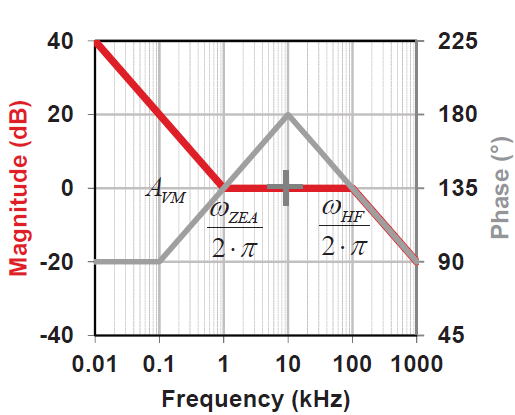 40
20
0
-20
-40
Magnitude (dB)
225
180
135
90
45
Phase (°)
A_VM
ω_ZEA
2·π
ω_HF
2·π
0.01 0.1 1 10 100 1000
Frequency (kHz)